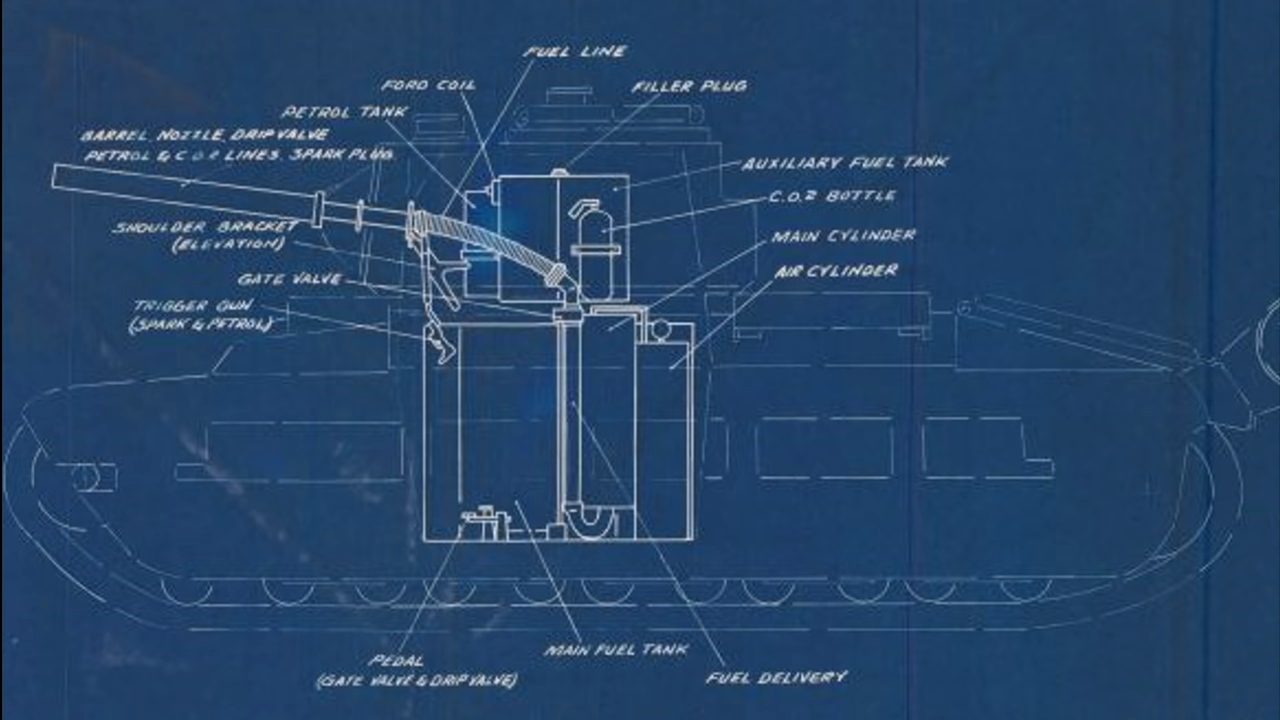 FUEL LINE
FORD COIL
FILLER PLUG
PETROL TANK
BARREL, NOZZLE, DRIP VALVE
PETROL & C O 2 LINES, SPARK PLUG
AUXILIARY FUEL TANK
C.O.2 BOTTLE
SHOULDER BRACKET
(ELEVATION)
MAIN CYLINDER
AIR CYLINDER
GATE VALVE
TRIGGER GUN
(SPARK & PETROL)
MAIN FUEL TANK
PEDAL
(GATE VALVE & DRIP VALVE)
FUEL DELIVERY